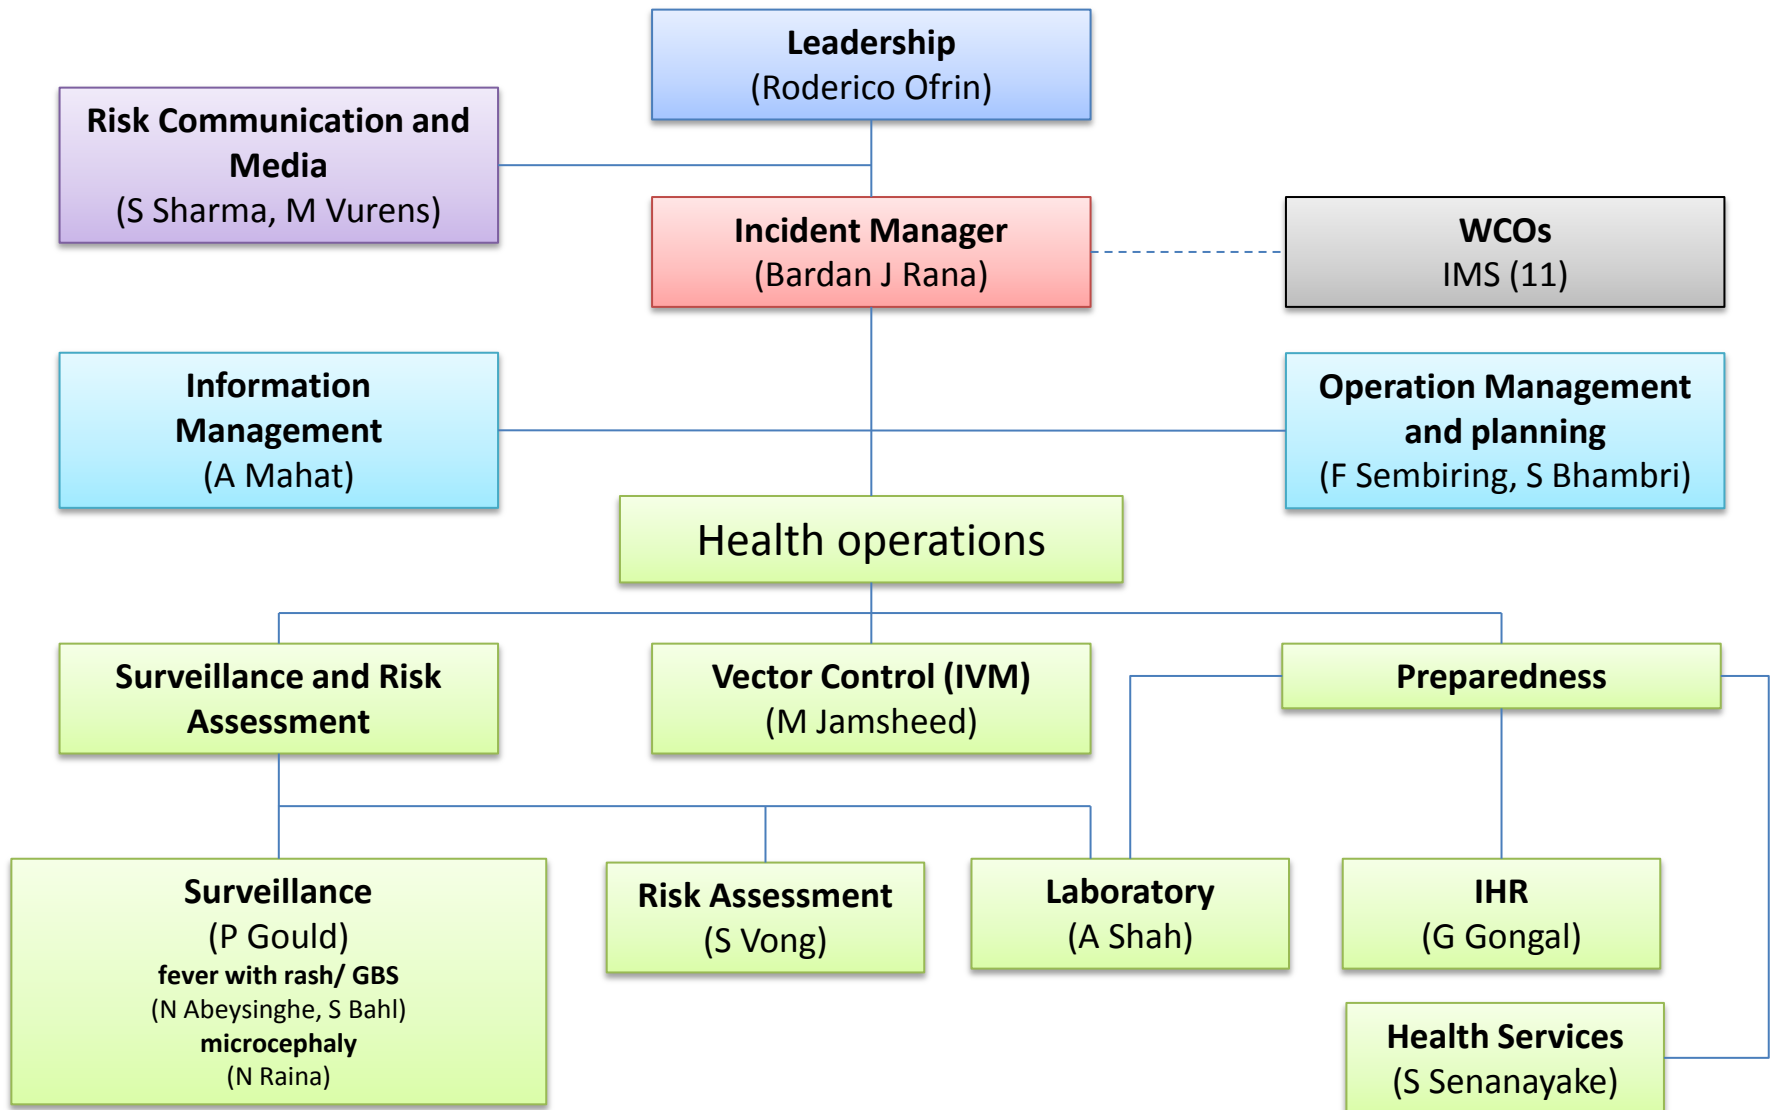 Leadership
(Roderico Ofrin)
Risk Communication and
Media
(S Sharma, M Vurens)
Incident Manager
(Bardan J Rana)
WCOs
IMS (11)
Information
Management
(A Mahat)
Operation Management
and planning
(F Sembiring, S Bhambri)
Health operations
Surveillance and Risk
Assessment
Vector Control (IVM)
(M Jamsheed)
Preparedness
Surveillance
(P Gould)
fever with rash/ GBS
(N Abeysinghe, S Bahl)
microcephaly
(N Raina)
Risk Assessment
(S Vong)
Laboratory
(A Shah)
IHR
(G Gongal)
Health Services
(S Senanayake)